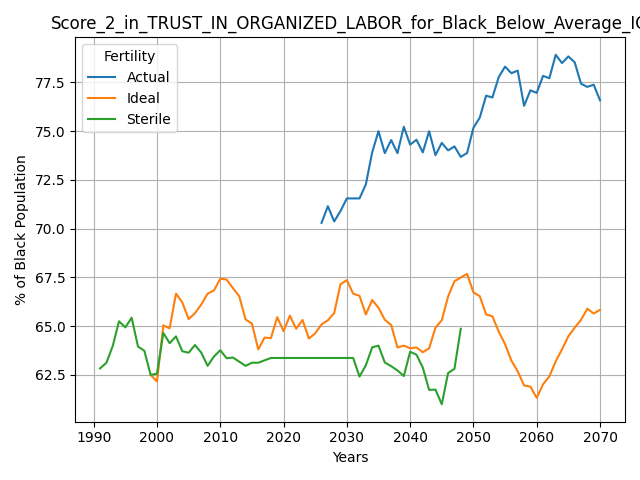 Score_2_in_TRUST_IN_ORGANIZED_LABOR_for_Black_Below_Average_IQ
Fertility
Actual
Ideal
Sterile
% of Black Population
77.5
75.0
72.5
70.0
67.5
65.0
62.5
1990 2000 2010 2020 2030 2040 2050 2060 2070
Years